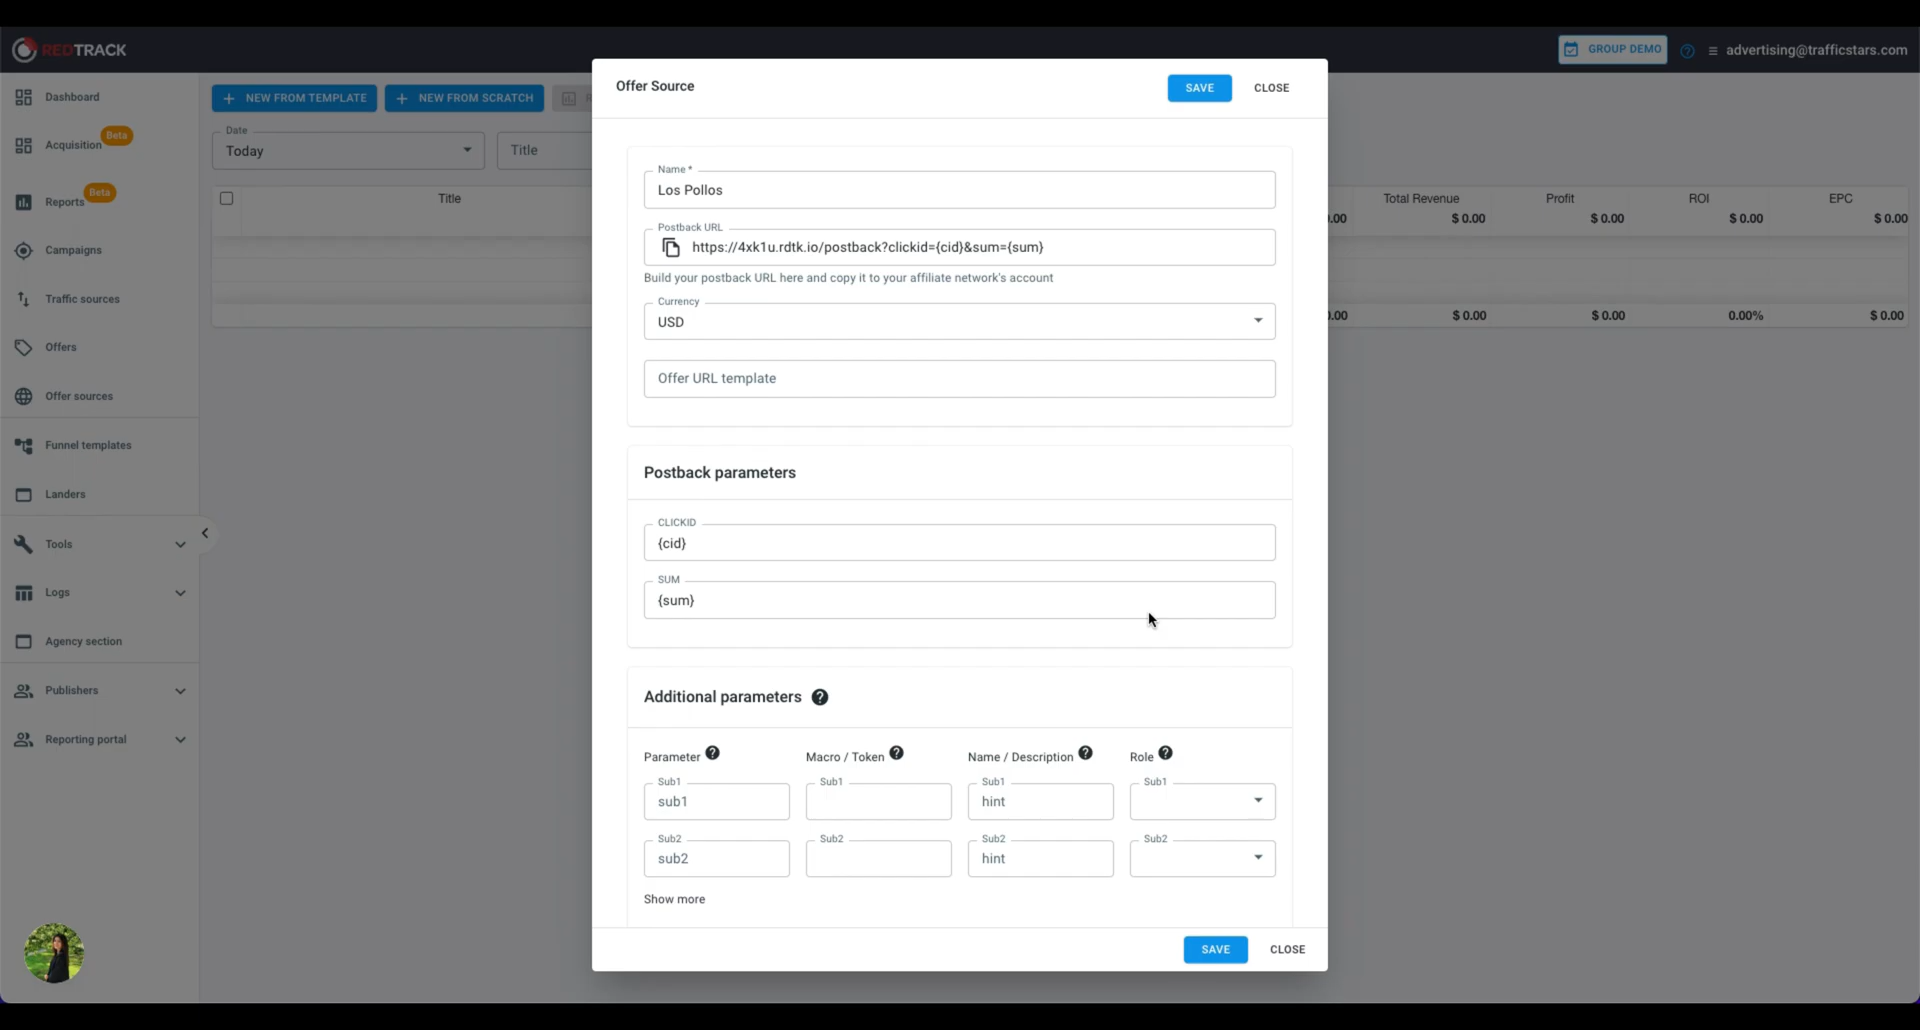 REDTRACK
GROUP DEMO
advertising@trafficstars.com
Dashboard
Acquisition
Beta
Reports
Beta
Campaigns
Traffic sources
Offers
Offer sources
Funnel templates
Landers
Tools
Logs
Agency section
Publishers
Reporting portal
+ NEW FROM TEMPLATE
+ NEW FROM SCRATCH
Date
Today
Title
Title
Total Revenue Profit ROI EPC
0.00 $ 0.00 $ 0.00 $ 0.00 $ 0.00
0.00 $ 0.00 $ 0.00 0.00% $ 0.00
Offer Source
SAVE CLOSE
Name *
Los Pollos
Postback URL
https://4xk1u.rdtk.io/postback?clickid={cid}&sum={sum}
Build your postback URL here and copy it to your affiliate network's account
Currency
USD
Offer URL template
Postback parameters
CLICKID
{cid}
SUM
{sum}
Additional parameters ?
Parameter ? Macro / Token ? Name / Description ? Role ?
Sub1 Sub1 Sub1 Sub1
sub1 hint
Sub2 Sub2 Sub2 Sub2
sub2 hint
Show more
SAVE CLOSE